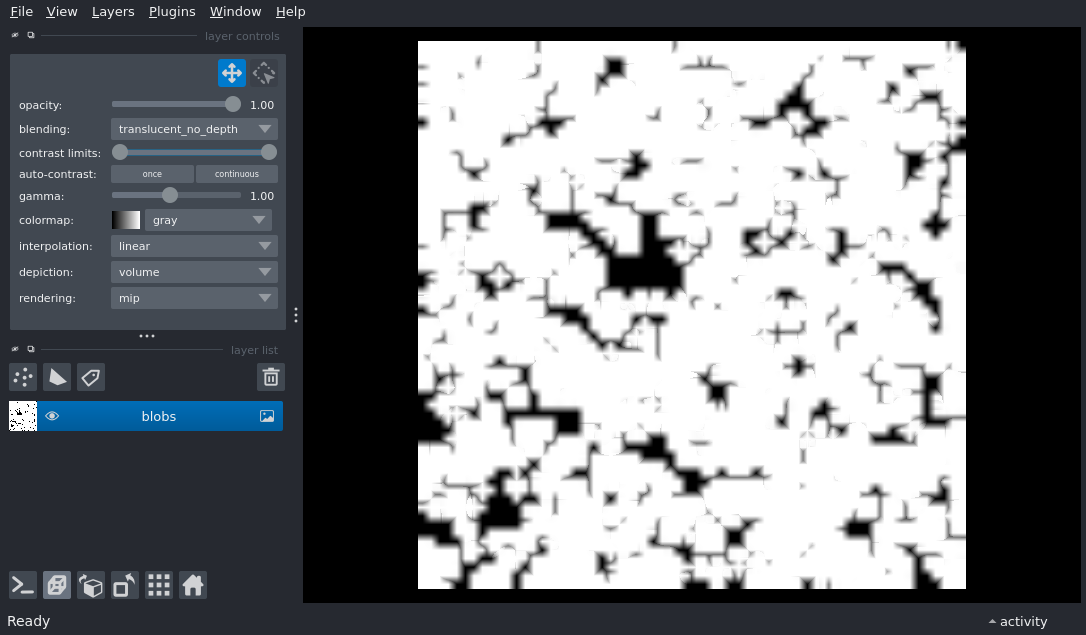 File View Layers Plugins Window Help
layer controls
opacity: 1.00
blending: translucent_no_depth
contrast limits:
auto-contrast: once continuous
gamma: 1.00
colormap: gray
interpolation: linear
depiction: volume
rendering: mip
layer list
blobs
Ready activity